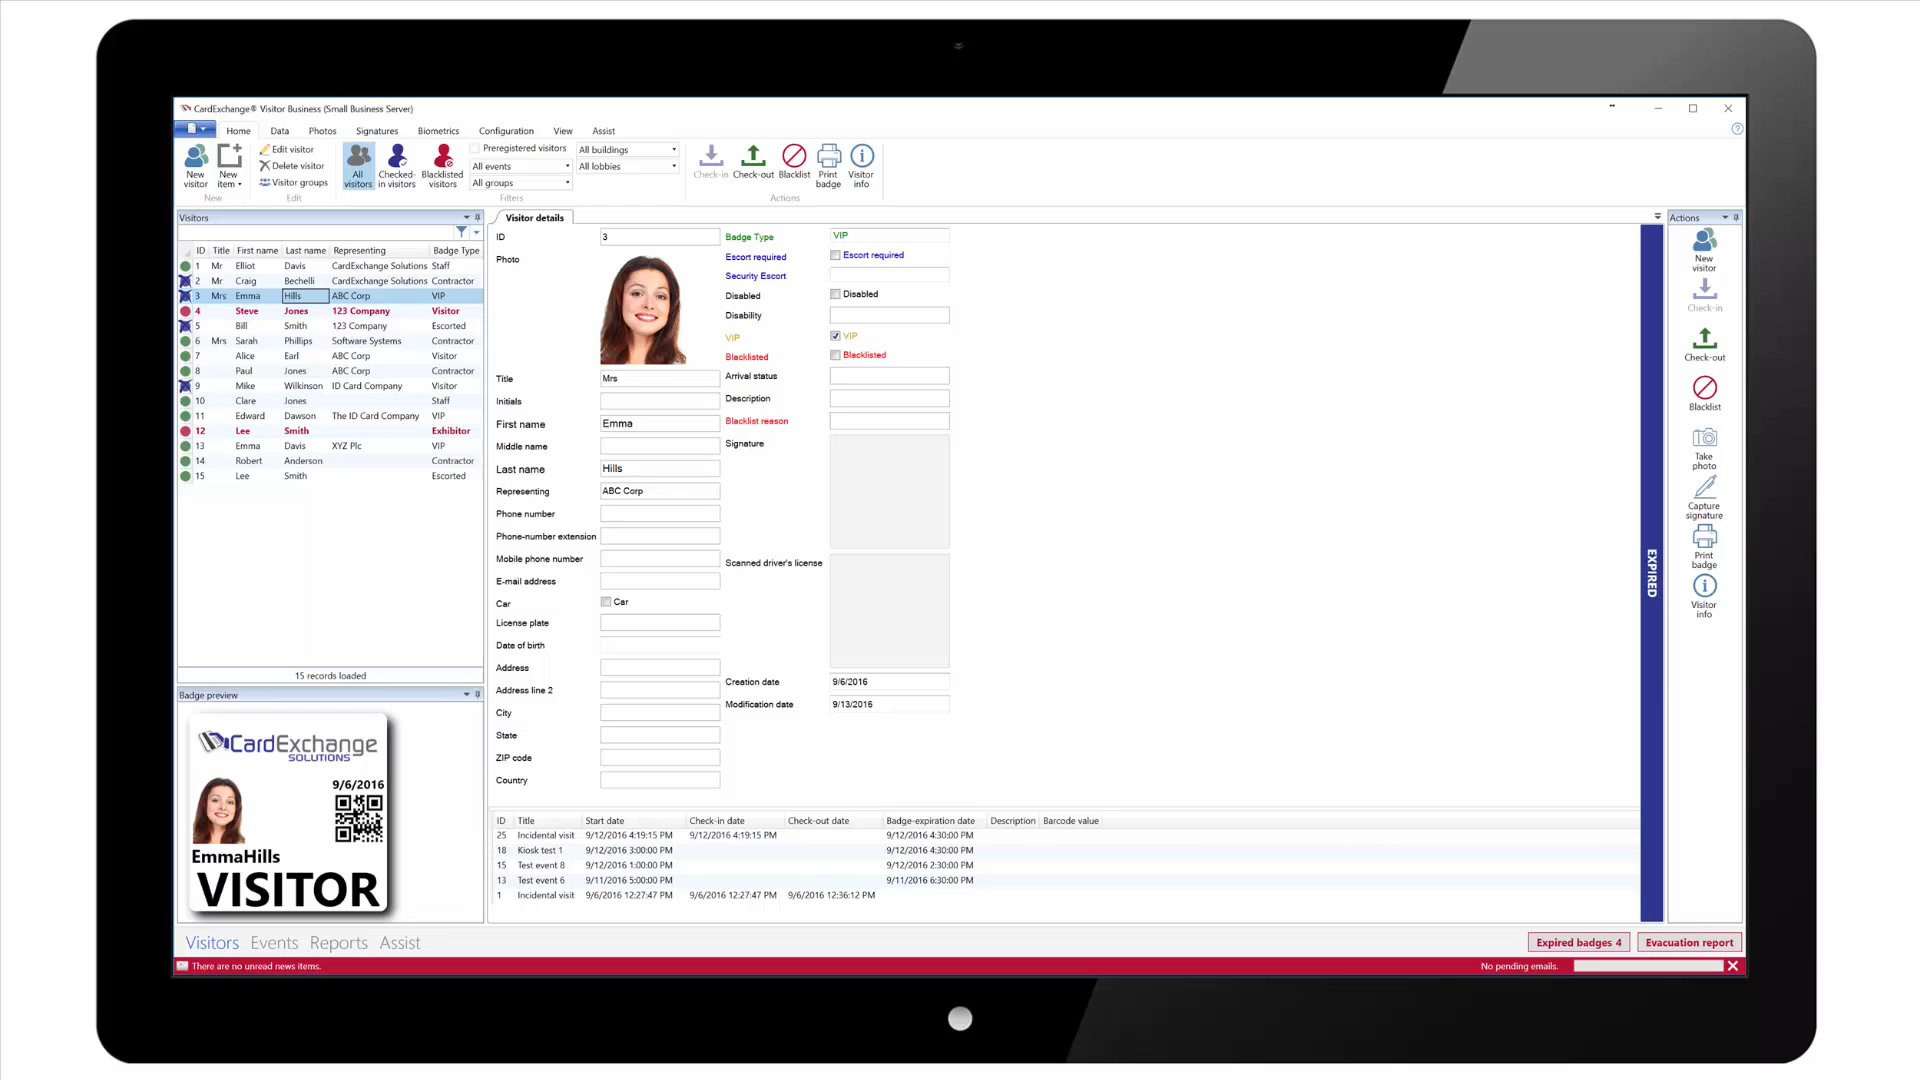 CardExchange® Visitor Business (Small Business Server)
Home Data Photos Signatures Biometrics Configuration View Assist
New visitor
New item
Edit visitor
Delete visitor
Visitor groups
All visitors
Checked-in visitors
Blacklisted visitors
Preregistered visitors
All events
All groups
All buildings
All lobbies
Check-in
Check-out
Blacklist
Print badge
Visitor info
New Edit Filters Actions
Visitors
ID Title First name Last name Representing Badge Type
1 Mr Elliot Davis CardExchange Solutions Staff
2 Mr Craig Bechelli CardExchange Solutions Contractor
3 Mrs Emma Hills ABC Corp VIP
4 Steve Jones 123 Company Visitor
5 Bill Smith 123 Company Escorted
6 Mrs Sarah Phillips Software Systems Contractor
7 Alice Earl ABC Corp Visitor
8 Paul Jones ABC Corp Contractor
9 Mike Wilkinson ID Card Company Visitor
10 Clare Jones Staff
11 Edward Dawson The ID Card Company VIP
12 Lee Smith Exhibitor
13 Emma Davis XYZ Plc VIP
14 Robert Anderson Contractor
15 Lee Smith Escorted
15 records loaded
Badge preview
CardExchange
SOLUTIONS
9/6/2016
EmmaHills
VISITOR
Visitor details
ID 3
Photo
Title Mrs
Initials
First name Emma
Middle name
Last name Hills
Representing ABC Corp
Phone number
Phone-number extension
Mobile phone number
E-mail address
Car Car
License plate
Date of birth
Address
Address line 2
City
State
ZIP code
Country
Badge Type VIP
Escort required Escort required
Security Escort
Disabled Disabled
Disability
VIP VIP
Blacklisted Blacklisted
Arrival status
Description
Blacklist reason
Signature
Scanned driver's license
Creation date 9/6/2016
Modification date 9/13/2016
ID Title Start date Check-in date Check-out date Badge-expiration date Description Barcode value
25 Incidental visit 9/12/2016 4:19:15 PM 9/12/2016 4:19:15 PM 9/12/2016 4:30:00 PM
18 Kiosk test 1 9/12/2016 3:00:00 PM 9/12/2016 4:30:00 PM
15 Test event 8 9/12/2016 1:00:00 PM 9/12/2016 2:30:00 PM
13 Test event 6 9/11/2016 5:00:00 PM 9/11/2016 6:30:00 PM
1 Incidental visit 9/6/2016 12:27:47 PM 9/6/2016 12:27:47 PM 9/6/2016 12:36:12 PM
EXPIRED
Actions
New visitor
Check-in
Check-out
Blacklist
Take photo
Capture signature
Print badge
Visitor info
Visitors Events Reports Assist
Expired badges 4 Evacuation report
There are no unread news items. No pending emails.